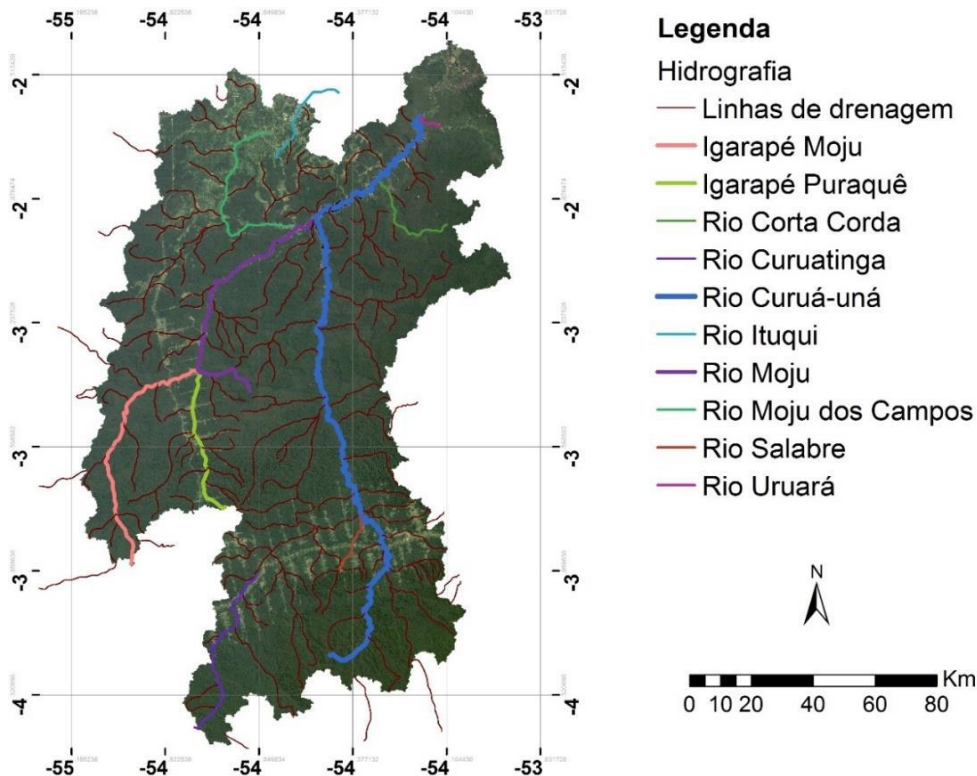 -55 -54 -54 -54 -54 -53
Legenda
Hidrografia
Linhas de drenagem
Igarapé Moju
Igarapé Puraquê
Rio Corta Corda
Rio Curuatinga
Rio Curuá-uná
Rio Ituqui
Rio Moju
Rio Moju dos Campos
Rio Salabre
Rio Uruará
-2
-2
-3
-3
-3
-4
-2
-2
-3
-3
-3
-4
N
Km
0 10 20 40 60 80
-55 -54 -54 -54 -54 -53